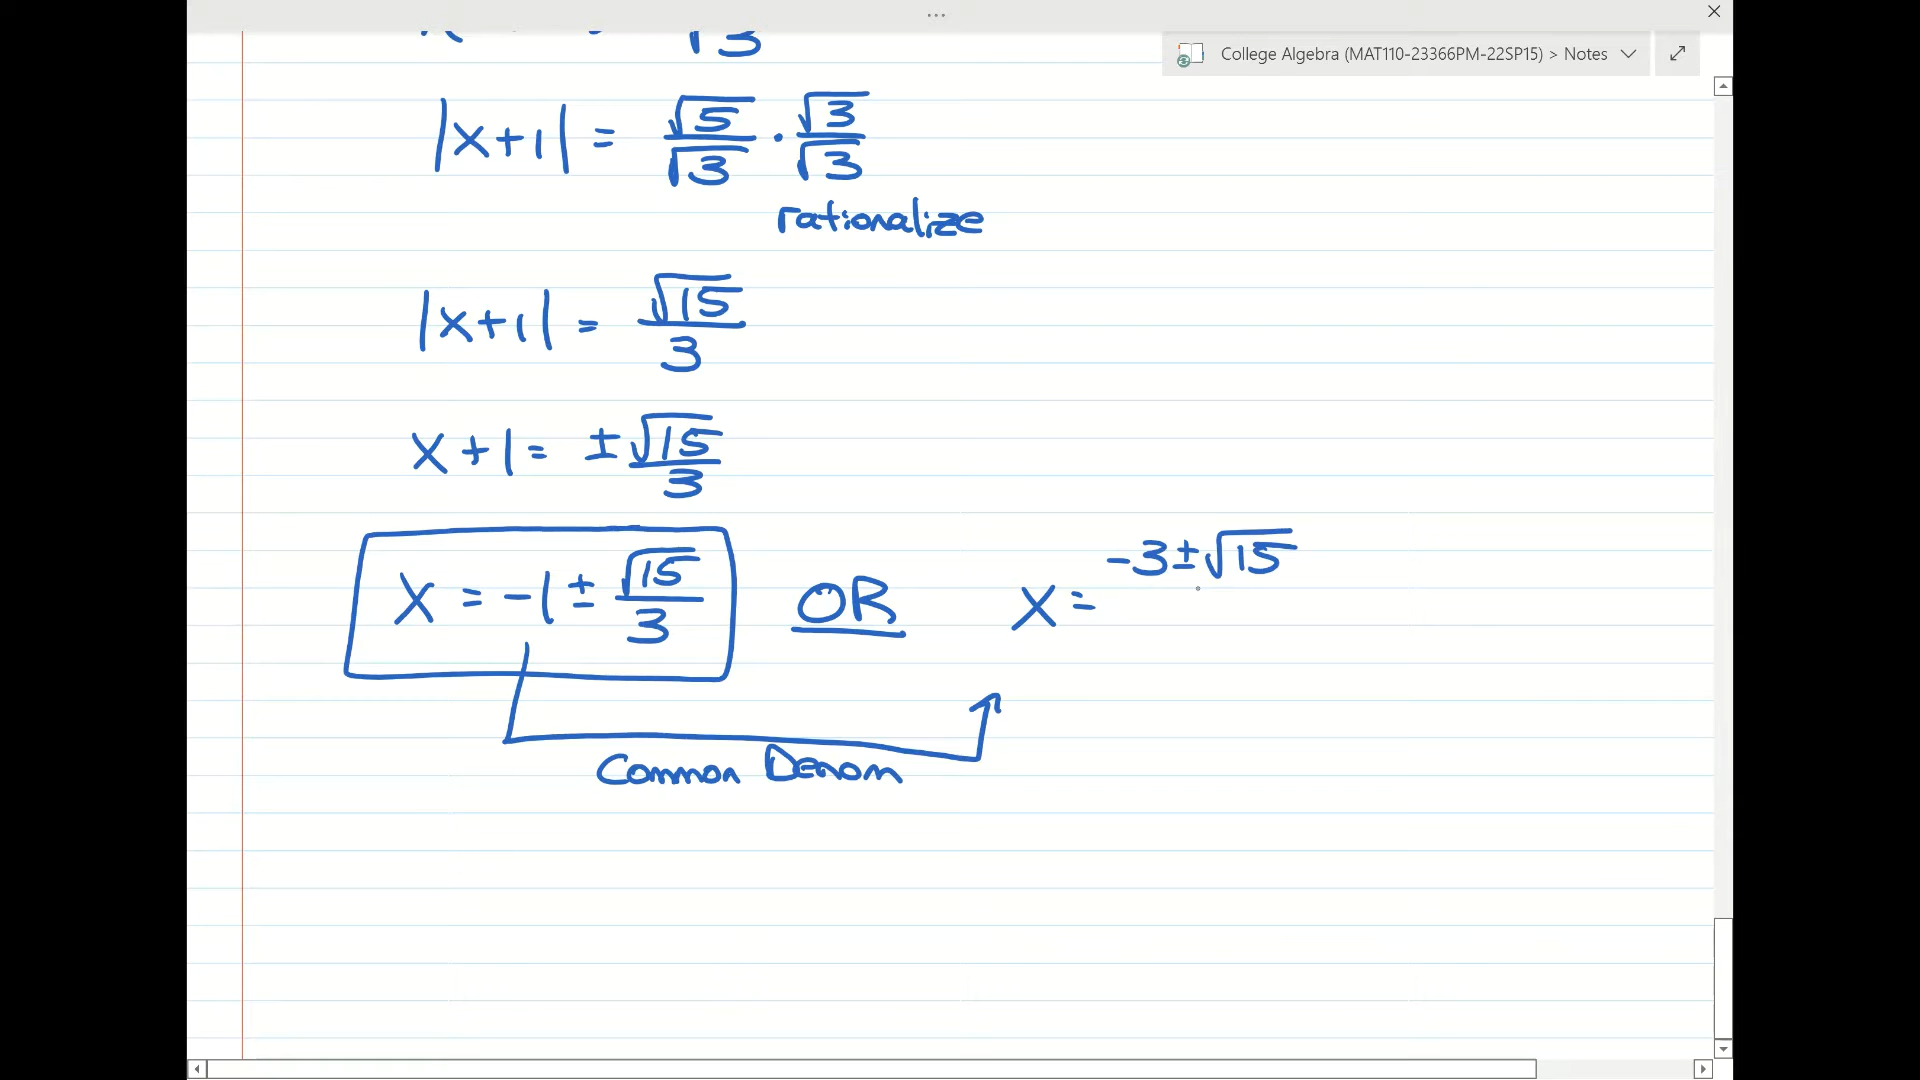 ...
College Algebra (MAT110-23366PM-22SP15) > Notes
√3
|x+1| = √5/√3 · √3/√3
rationalize
|x+1| = √15/3
x+1 = ±√15/3
x = -1 ± √15/3 OR x = -3±√15
Common Denom